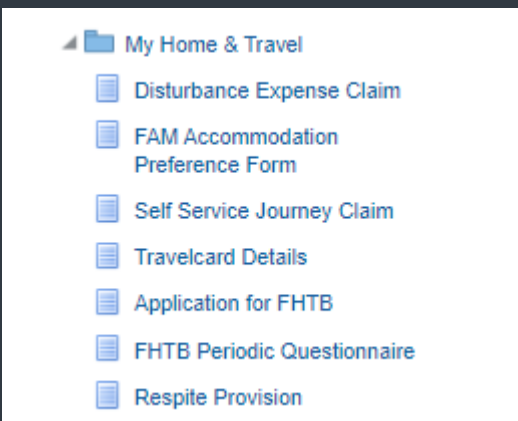 My Home & Travel
Disturbance Expense Claim
FAM Accommodation
Preference Form
Self Service Journey Claim
Travelcard Details
Application for FHTB
FHTB Periodic Questionnaire
Respite Provision